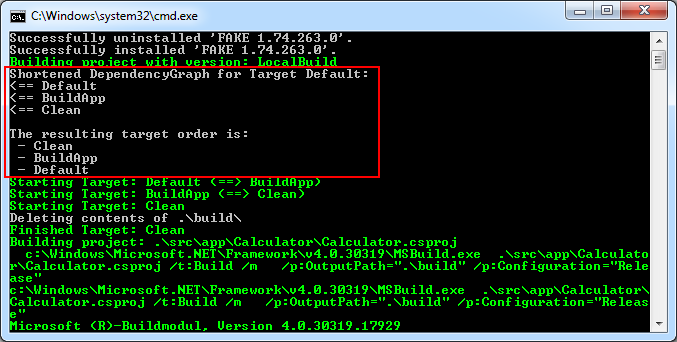 C:\Windows\system32\cmd.exe
Successfully uninstalled 'FAKE 1.74.263.0'.
Successfully installed 'FAKE 1.74.263.0'.
Building project with version: LocalBuild
Shortened DependencyGraph for Target Default:
<== Default
<== BuildApp
<== Clean
The resulting target order is:
- Clean
- BuildApp
- Default
Starting Target: Default (==> BuildApp)
Starting Target: BuildApp (==> Clean)
Starting Target: Clean
Deleting contents of .\build\
Finished Target: Clean
Building project: .\src\app\Calculator\Calculator.csproj
c:\Windows\Microsoft.NET\Framework\v4.0.30319\MSBuild.exe .\src\app\Calculato
r\Calculator.csproj /t:Build /m /p:OutputPath=".\build" /p:Configuration="Rele
ase"
c:\Windows\Microsoft.NET\Framework\v4.0.30319\MSBuild.exe .\src\app\Calculator\
Calculator.csproj /t:Build /m /p:OutputPath=".\build" /p:Configuration="Releas
e"
Microsoft (R)-Buildmodul, Version 4.0.30319.17929